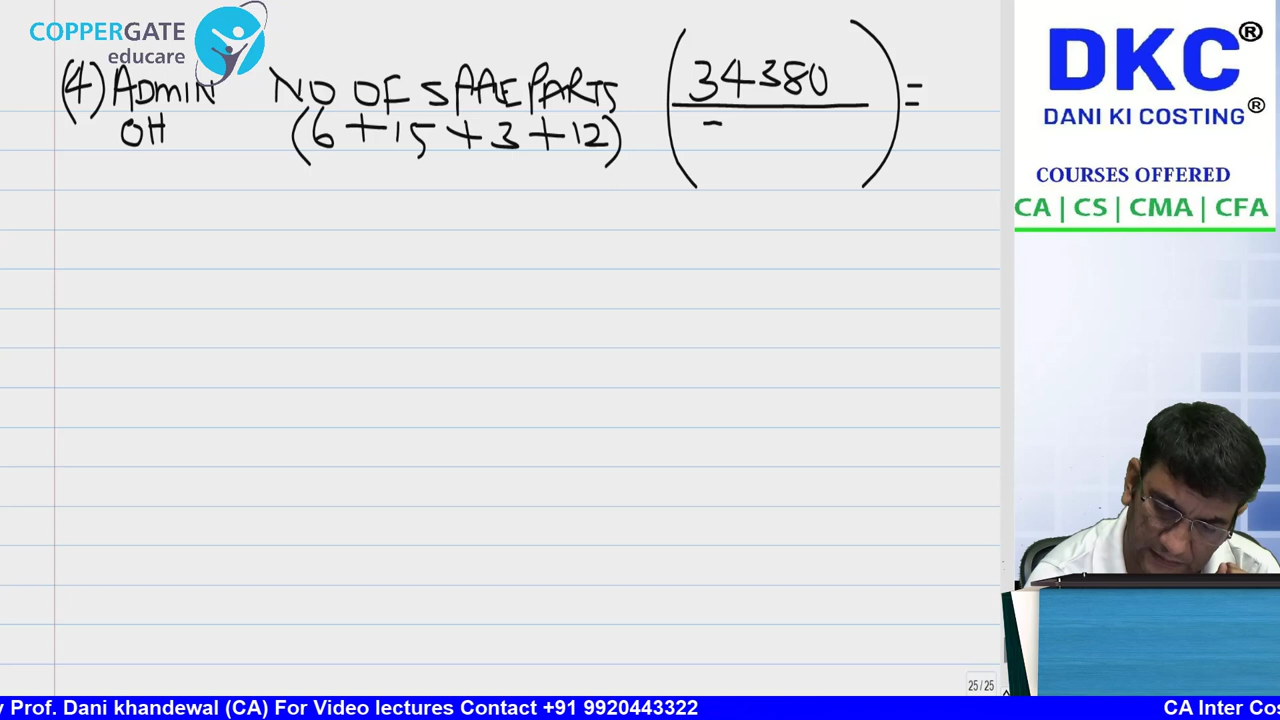 COPPERGATE
educare
(4) ADMIN NO OF SPARE PARTS (34380
OH (6 + 15 + 3 + 12) -) =
DKC®
DANI KI COSTING®
COURSES OFFERED
CA | CS | CMA | CFA
25/25
y Prof. Dani khandewal (CA) For Video lectures Contact +91 9920443322
CA Inter Cos